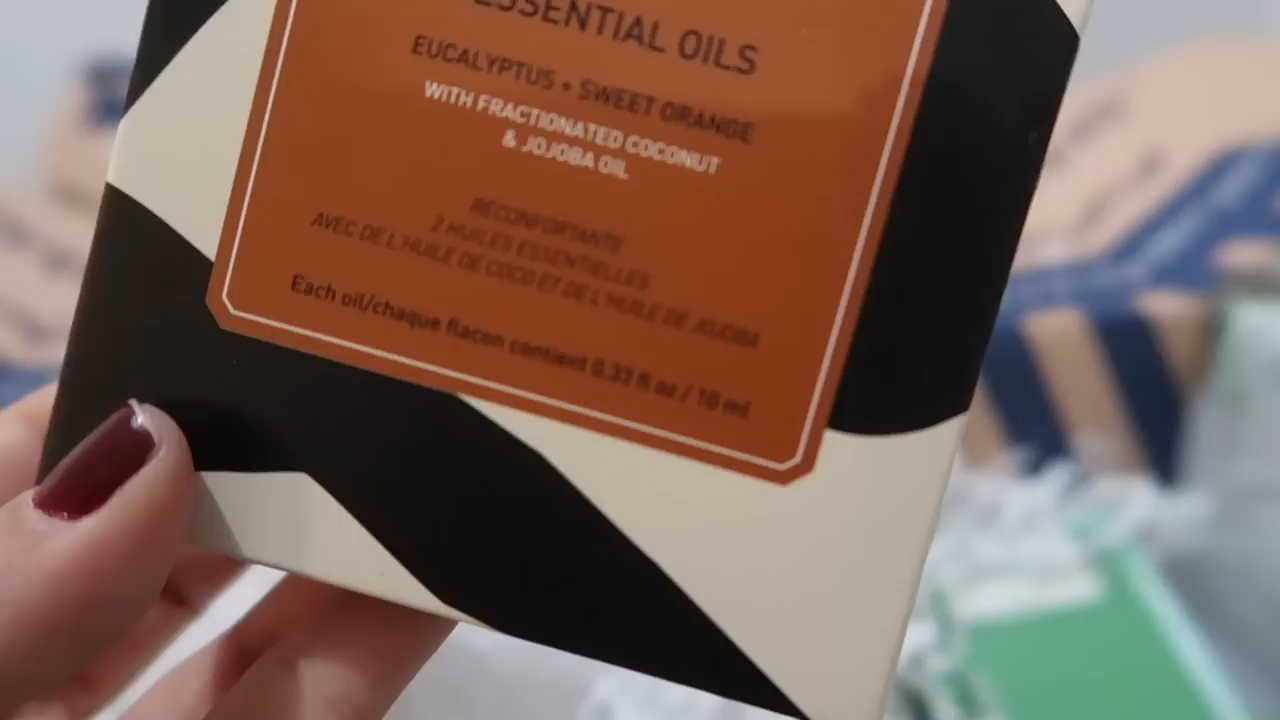 ESSENTIAL OILS
EUCALYPTUS + SWEET ORANGE
WITH FRACTIONATED COCONUT
& JOJOBA OIL
RÉCONFORTANTE
2 HUILES ESSENTIELLES
AVEC DE L'HUILE DE COCO ET DE L'HUILE DE JOJOBA
Each oil/chaque flacon contient 0.33 fl oz / 10 ml